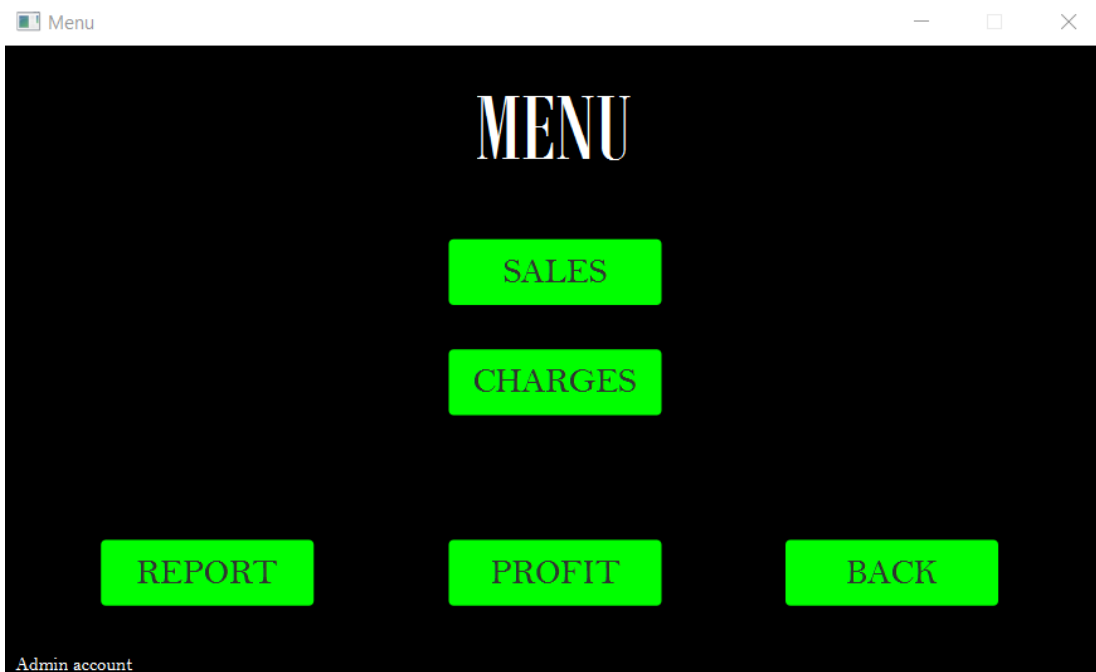 Menu
MENU
SALES
CHARGES
REPORT PROFIT BACK
Admin account